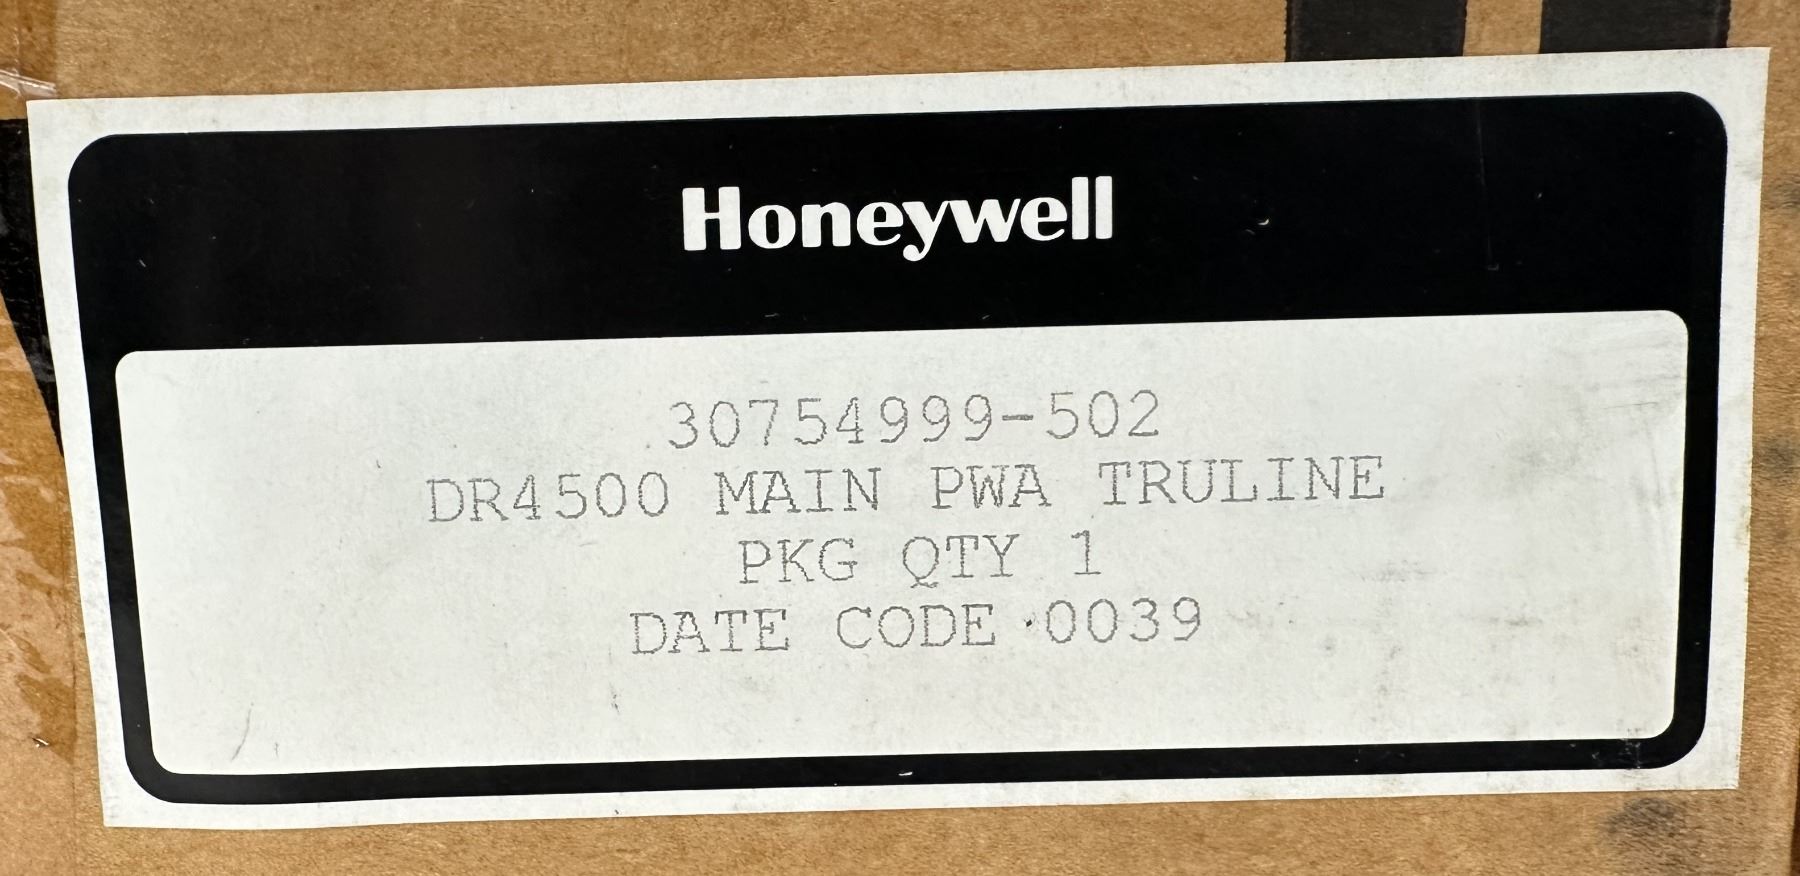 Honeywell
30754999-502
DR4500 MAIN PWA TRULINE
PKG QTY 1
DATE CODE 0039